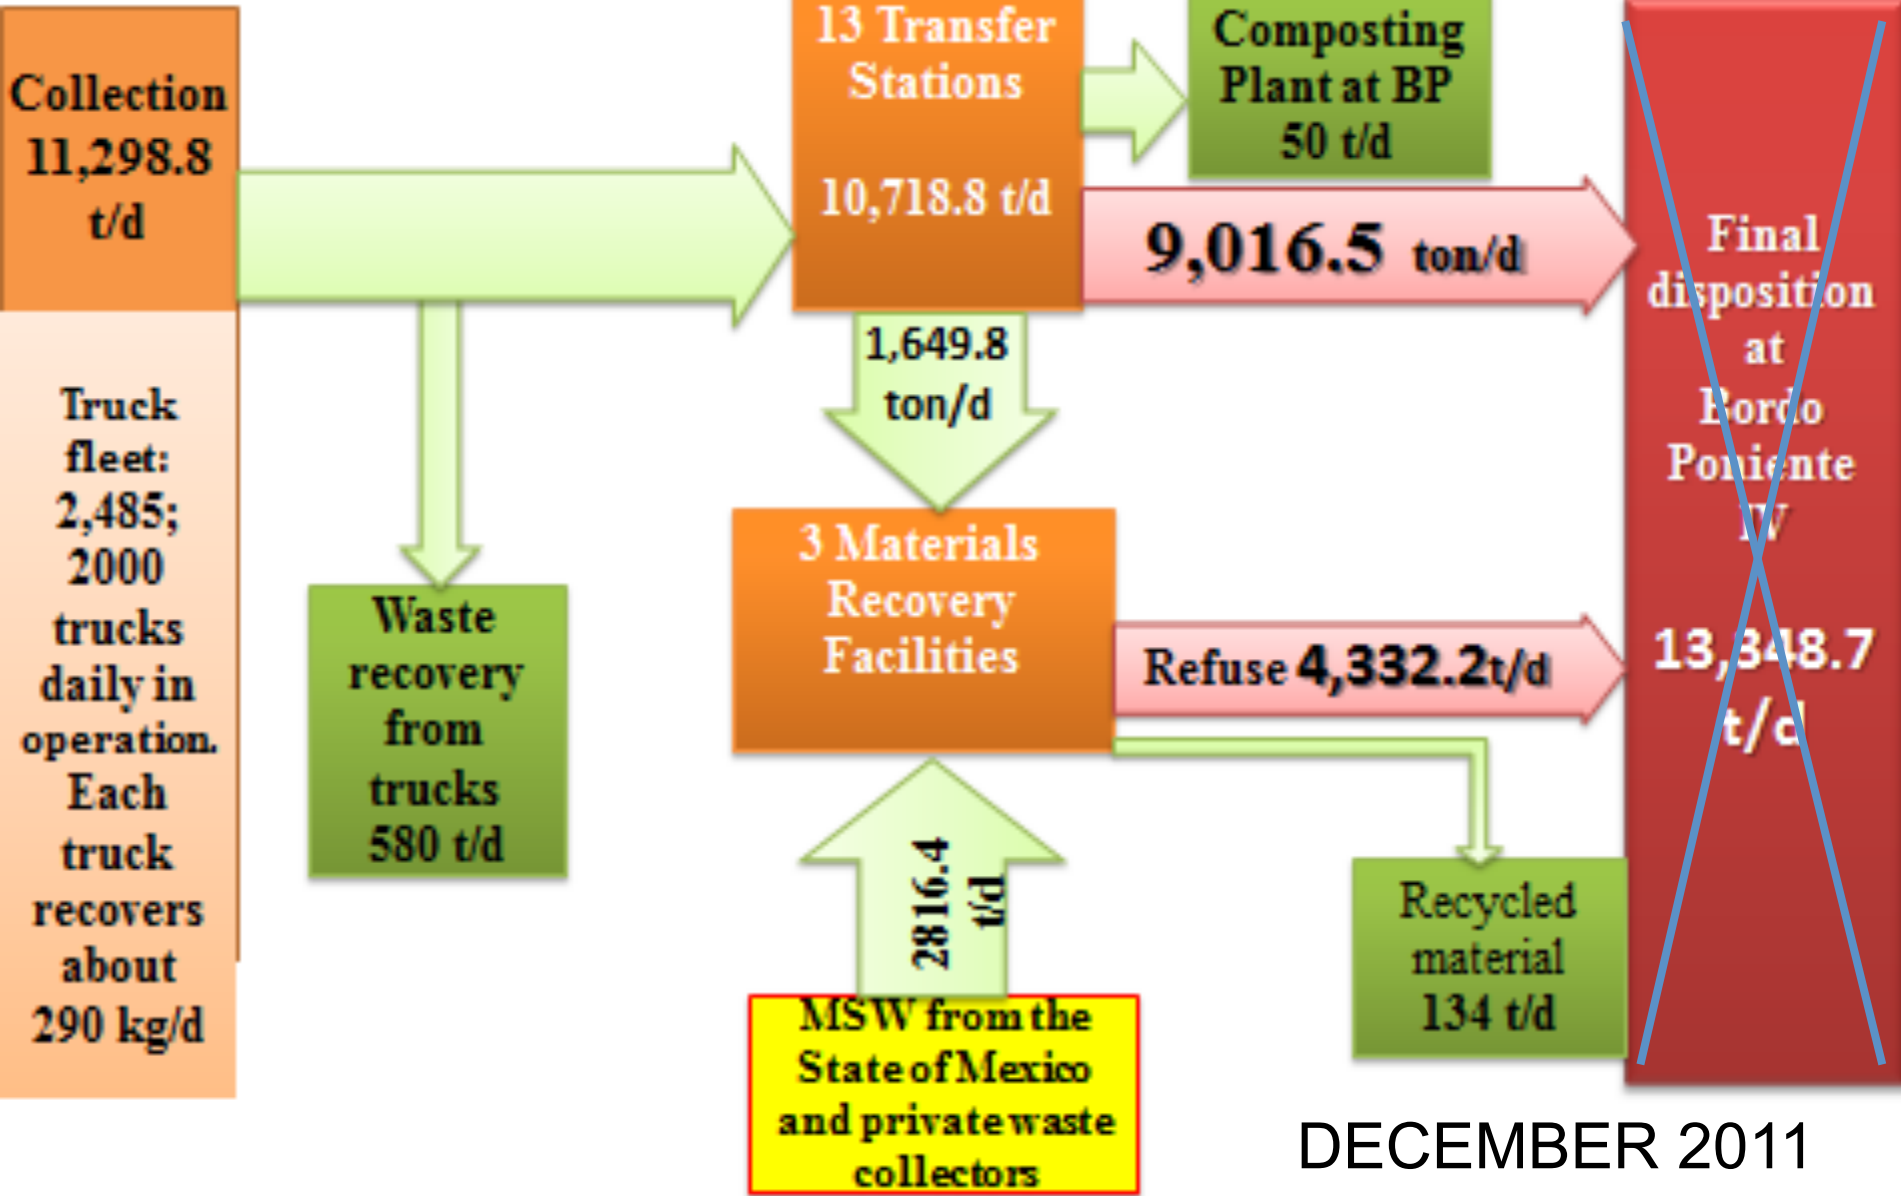 Collection
11,298.8
t/d
Truck
fleet:
2,485;
2000
trucks
daily in
operation.
Each
truck
recovers
about
290 kg/d
Waste
recovery
from
trucks
580 t/d
13 Transfer
Stations
10,718.8 t/d
Composting
Plant at BP
50 t/d
9,016.5 ton/d
1,649.8
ton/d
3 Materials
Recovery
Facilities
Refuse 4,332.2t/d
2816.4
t/d
MSW from the
State of Mexico
and private waste
collectors
Recycled
material
134 t/d
Final
disposition
at
Bordo
Poniente
IV
13,348.7
t/d
DECEMBER 2011